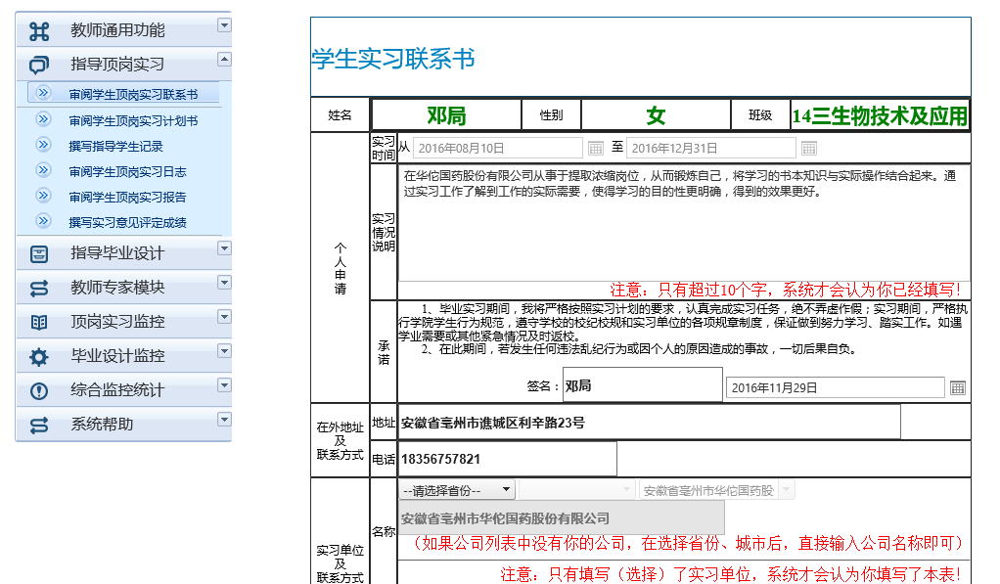 教师通用功能
指导顶岗实习
审阅学生顶岗实习联系书
审阅学生顶岗实习计划书
撰写指导学生记录
审阅学生顶岗实习日志
审阅学生顶岗实习报告
撰写实习意见评定成绩
指导毕业设计
教师专家模块
顶岗实习监控
毕业设计监控
综合监控统计
系统帮助
学生实习联系书
姓名 邓局 性别 女 班级 14三生物技术及应用
实习时间 从 2016年08月10日 至 2016年12月31日
个人申请
实习情况说明
在华佗国药股份有限公司从事于提取浓缩岗位，从而锻炼自己，将学习的书本知识与实际操作结合起来。通
过实习工作了解到工作的实际需要，使得学习的目的性更明确，得到的效果更好。
注意：只有超过10个字，系统才会认为你已经填写！
承诺
1、毕业实习期间，我将严格按照实习计划的要求，认真完成实习任务，绝不弄虚作假；实习期间，严格执
行学院学生行为规范，遵守学校的校纪校规和实习单位的各项规章制度，保证做到努力学习、踏实工作。如遇
学业需要或其他紧急情况及时返校。
2、在此期间，若发生任何违法乱纪行为或因个人的原因造成的事故，一切后果自负。
签名： 邓局 2016年11月29日
在外地址及联系方式
地址 安徽省亳州市谯城区利辛路23号
电话 18356757821
实习单位及联系方式
名称
--请选择省份-- 安徽省亳州市华佗国药股
安徽省亳州市华佗国药股份有限公司
（如果公司列表中没有你的公司，在选择省份、城市后，直接输入公司名称即可）
注意：只有填写（选择）了实习单位，系统才会认为你填写了本表！